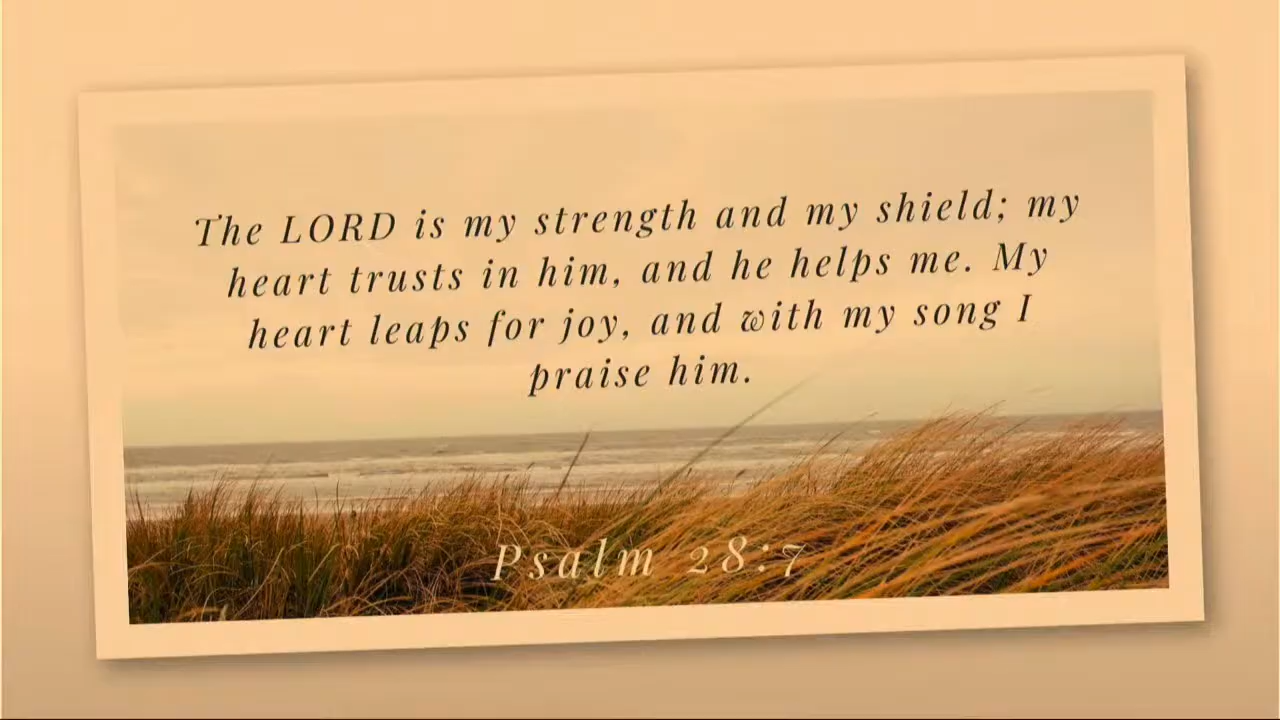 The LORD is my strength and my shield; my
heart trusts in him, and he helps me. My
heart leaps for joy, and with my song I
praise him.
Psalm 28:7